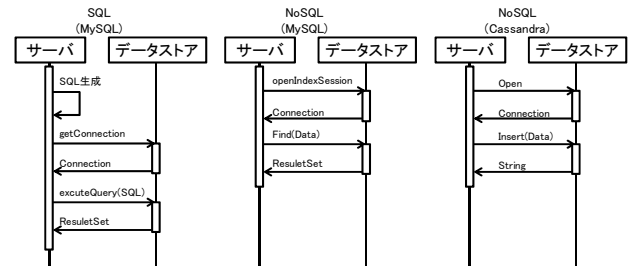 SQL
(MySQL)
サーバ
データストア
SQL生成
getConnection
Connection
excuteQuery(SQL)
ResuletSet
NoSQL
(MySQL)
サーバ
データストア
openIndexSession
Connection
Find(Data)
ResuletSet
NoSQL
(Cassandra)
サーバ
データストア
Open
Connection
Insert(Data)
String